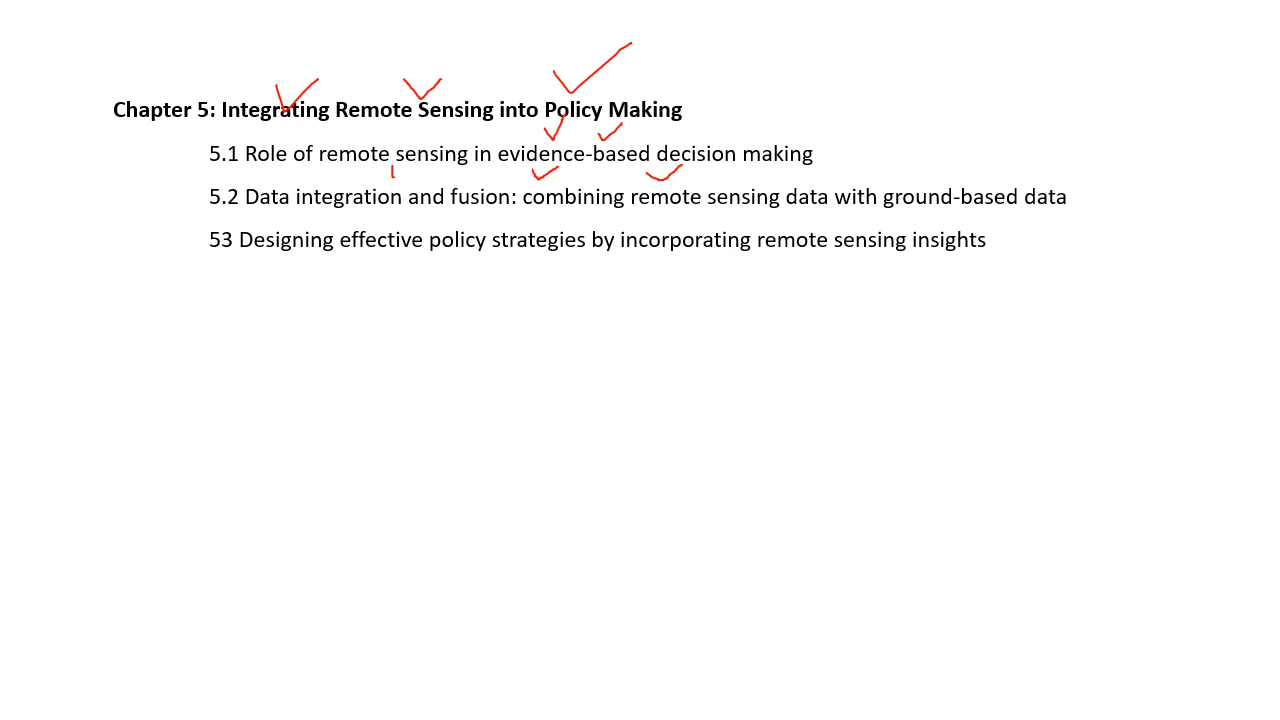 Chapter 5: Integrating Remote Sensing into Policy Making
5.1 Role of remote sensing in evidence-based decision making
5.2 Data integration and fusion: combining remote sensing data with ground-based data
53 Designing effective policy strategies by incorporating remote sensing insights